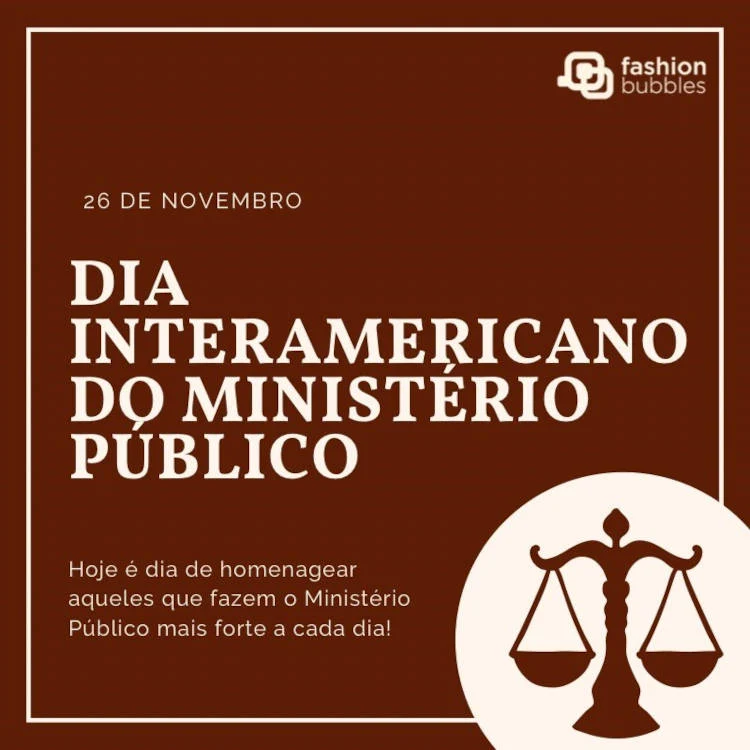 fashion
bubbles
26 DE NOVEMBRO
DIA
INTERAMERICANO
DO MINISTÉRIO
PÚBLICO
Hoje é dia de homenagear
aqueles que fazem o Ministério
Público mais forte a cada dia!